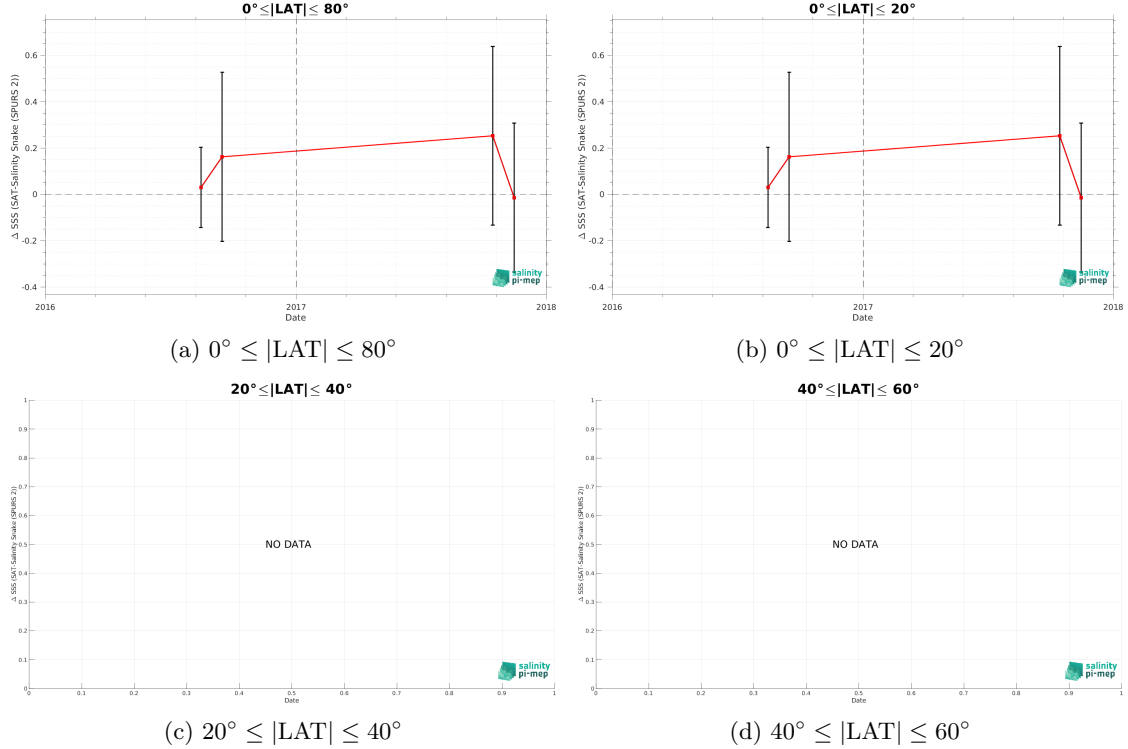 0°≤|LAT|≤ 80°
Δ SSS (SAT-Salinity Snake (SPURS 2))
0.6
0.4
0.2
0
-0.2
-0.4
2016
2017
2018
Date
salinity
pi-mep
(a) 0° ≤ |LAT| ≤ 80°
0°≤|LAT|≤ 20°
Δ SSS (SAT-Salinity Snake (SPURS 2))
0.6
0.4
0.2
0
-0.2
-0.4
2016
2017
2018
Date
salinity
pi-mep
(b) 0° ≤ |LAT| ≤ 20°
20°≤|LAT|≤ 40°
Δ SSS (SAT-Salinity Snake (SPURS 2))
1
0.9
0.8
0.7
0.6
0.5
0.4
0.3
0.2
0.1
0
NO DATA
0 0.1 0.2 0.3 0.4 0.5 0.6 0.7 0.8 0.9 1
Date
salinity
pi-mep
(c) 20° ≤ |LAT| ≤ 40°
40°≤|LAT|≤ 60°
Δ SSS (SAT-Salinity Snake (SPURS 2))
1
0.9
0.8
0.7
0.6
0.5
0.4
0.3
0.2
0.1
0
NO DATA
0 0.1 0.2 0.3 0.4 0.5 0.6 0.7 0.8 0.9 1
Date
salinity
pi-mep
(d) 40° ≤ |LAT| ≤ 60°